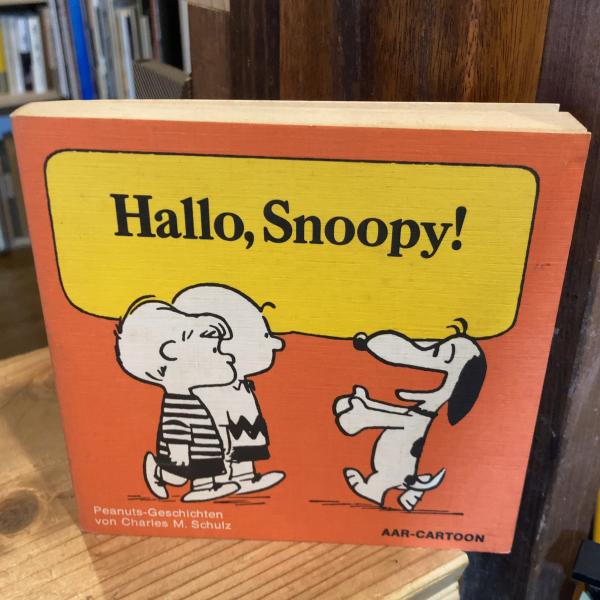 Hallo, Snoopy!
Peanuts-Geschichten
von Charles M. Schulz
AAR-CARTOON